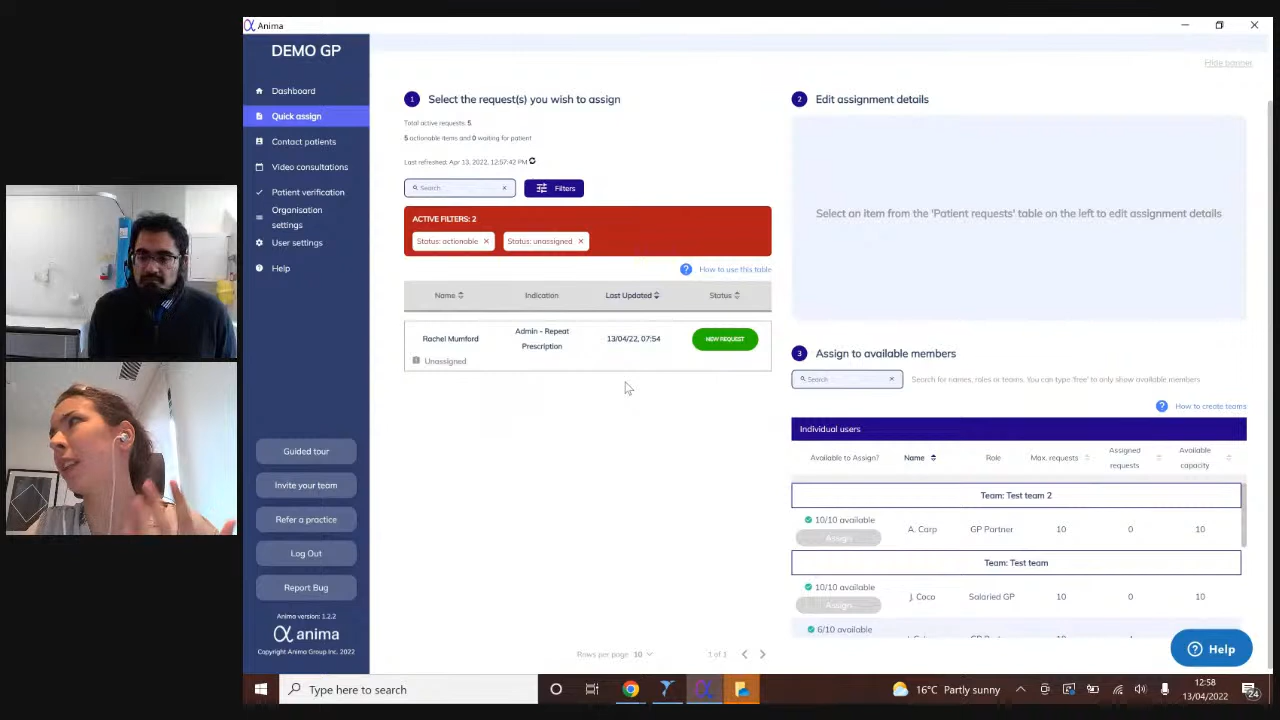 Anima
DEMO GP
Dashboard
Quick assign
Contact patients
Video consultations
Patient verification
Organisation
settings
User settings
Help
Guided tour
Invite your team
Refer a practice
Log Out
Report Bug
Anima version: 1.2.2
anima
Copyright Anima Group Inc. 2022
Hide banner
1 Select the request(s) you wish to assign
Total active requests: 5.
5 actionable items and 0 waiting for patient
Last refreshed: Apr 13, 2022, 12:57:42 PM
Search
Filters
ACTIVE FILTERS: 2
Status: actionable ×
Status: unassigned ×
? How to use this table
Name Indication Last Updated Status
Rachel Mumford
Admin - Repeat
Prescription
13/04/22, 07:54
NEW REQUEST
Unassigned
Rows per page 10
1 of 1
2 Edit assignment details
Select an item from the 'Patient requests' table on the left to edit assignment details
3 Assign to available members
Search
Search for names, roles or teams. You can type 'free' to only show available members
? How to create teams
Individual users
Available to Assign? Name Role Max. requests
Assigned
requests
Available
capacity
Team: Test team 2
10/10 available
Assign
A. Carp GP Partner 10 0 10
Team: Test team
10/10 available
Assign
J. Coco Salaried GP 10 0 10
6/10 available
? Help
Type here to search
16°C Partly sunny
12:58
13/04/2022
24